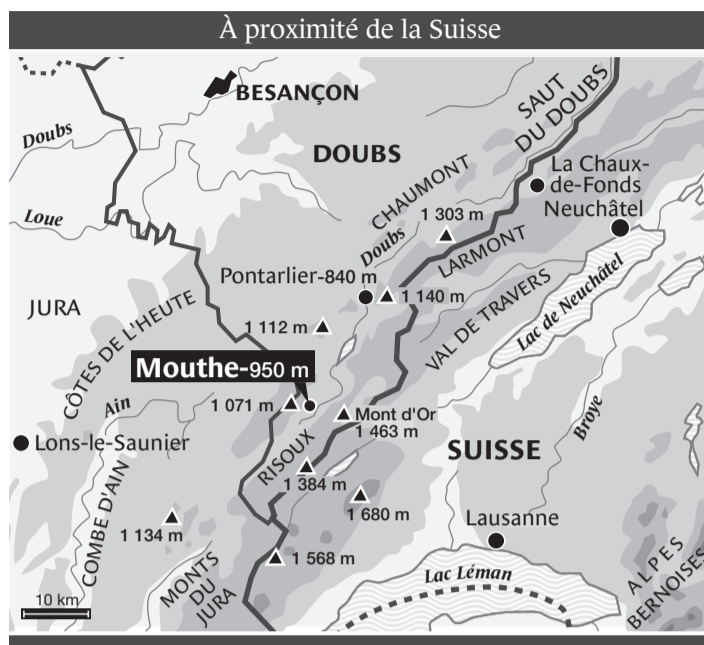 À proximité de la Suisse
BESANÇON
Doubs
DOUBS
SAUT
DU DOUBS
CHAUMONT
La Chaux-
de-Fonds
Neuchâtel
Loue
1 303 m
Doubs
LARMONT
Pontarlier-840 m
1 140 m
JURA
1 112 m
VAL DE TRAVERS
Lac de Neuchâtel
CÔTES DE L'HEUTE
Mouthe-950 m
Ain
1 071 m
Mont d'Or
1 463 m
Broye
Lons-le-Saunier
RISOUX
SUISSE
1 384 m
COMBE D'AIN
1 680 m
1 134 m
Lausanne
1 568 m
MONTS
DU
JURA
Lac Léman
ALPES
BERNOISES
10 km